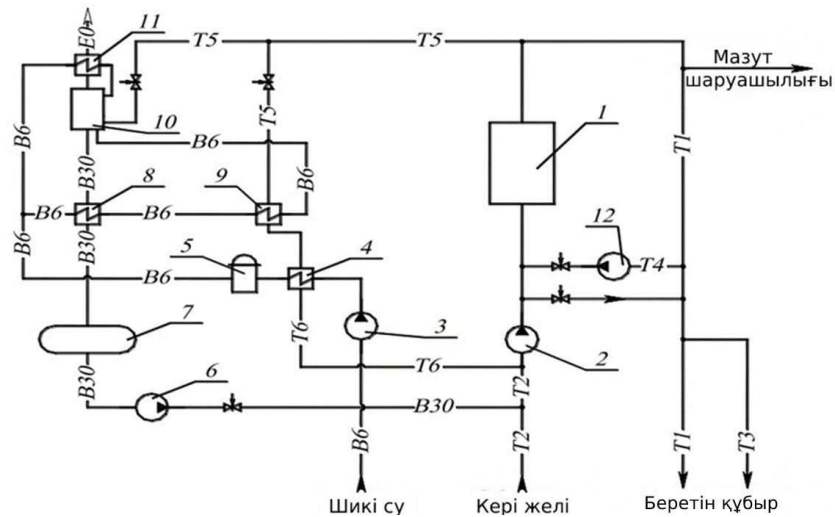 E0
11
T5
T5
Мазут
шаруашылығы
10
B6
B6
T5
1
T1
B30
B6
8
9
B6
B6
B6
12
B6
B30
5
4
T4
B6
7
3
T6
2
6
T6
B30
T2
B30
B6
T2
T1
T3
Шикі су
Кері желі
Беретін құбыр